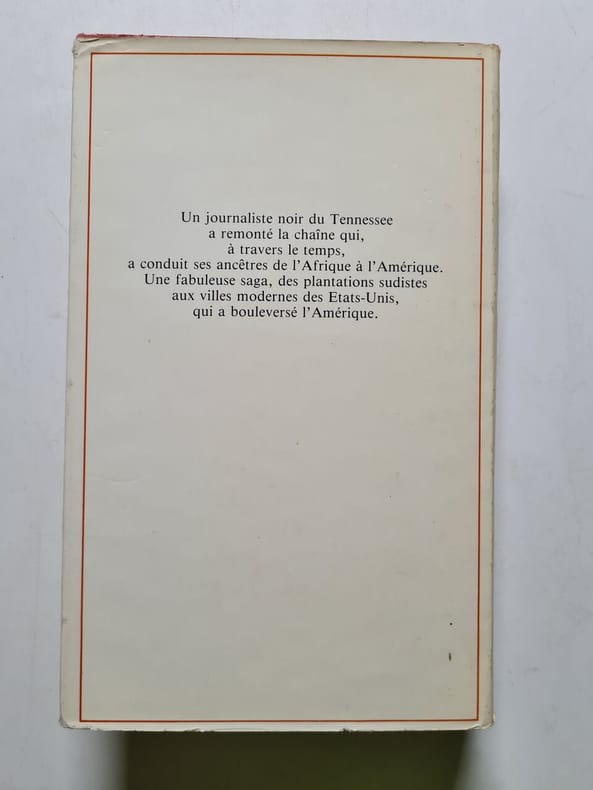 Un journaliste noir du Tennessee
a remonté la chaîne qui,
à travers le temps,
a conduit ses ancêtres de l'Afrique à l'Amérique.
Une fabuleuse saga, des plantations sudistes
aux villes modernes des Etats-Unis,
qui a bouleversé l'Amérique.